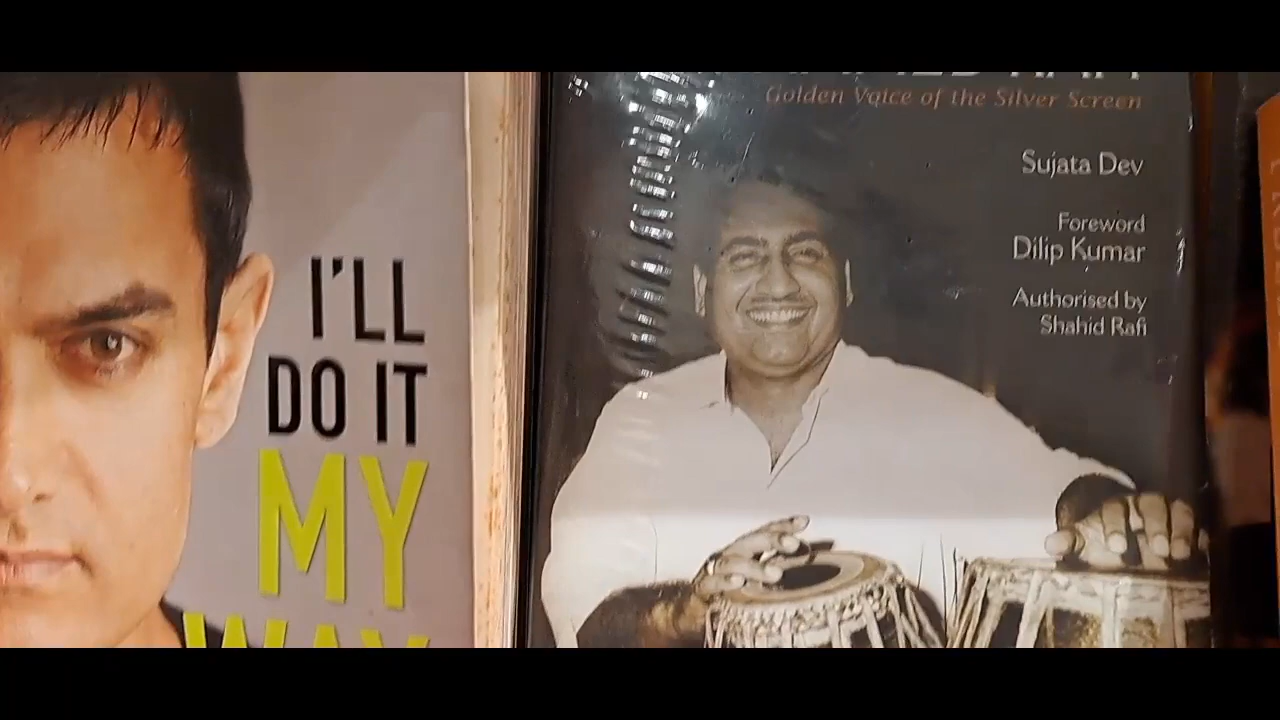 I'LL
DO IT
MY
WAY
Golden Voice of the Silver Screen
Sujata Dev
Foreword
Dilip Kumar
Authorised by
Shahid Rafi